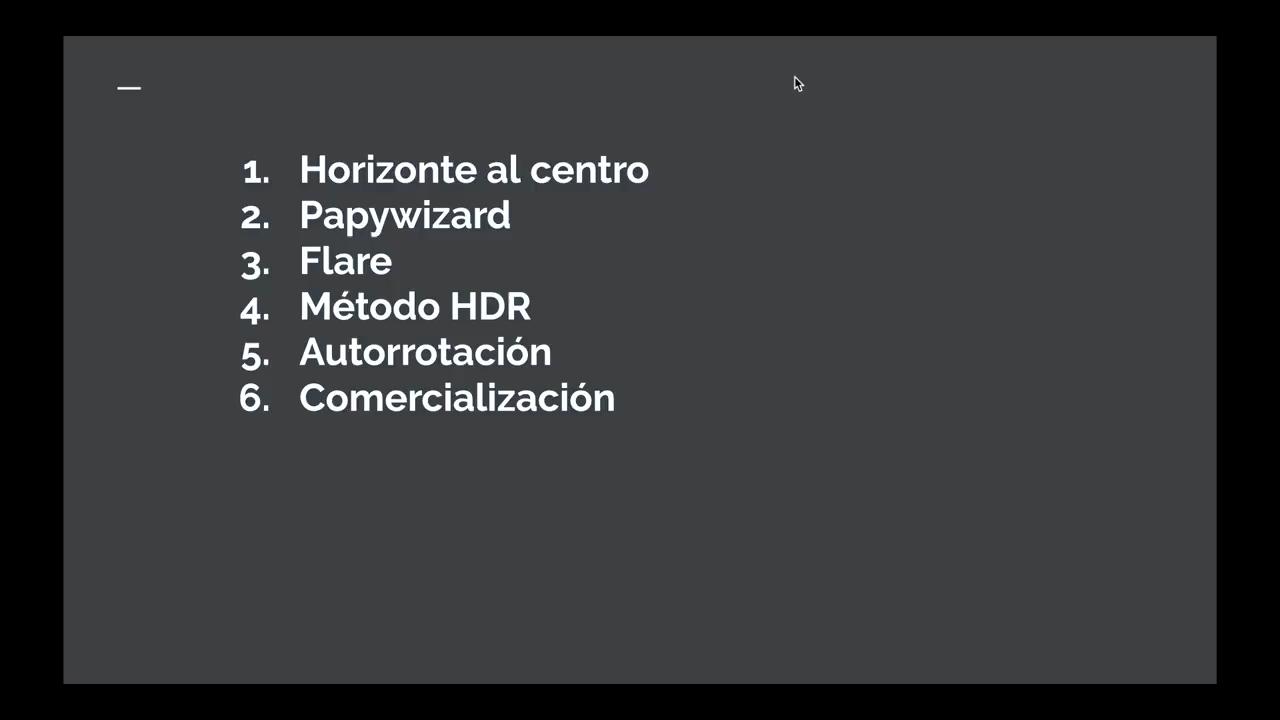 1. Horizonte al centro
2. Papywizard
3. Flare
4. Método HDR
5. Autorrotación
6. Comercialización